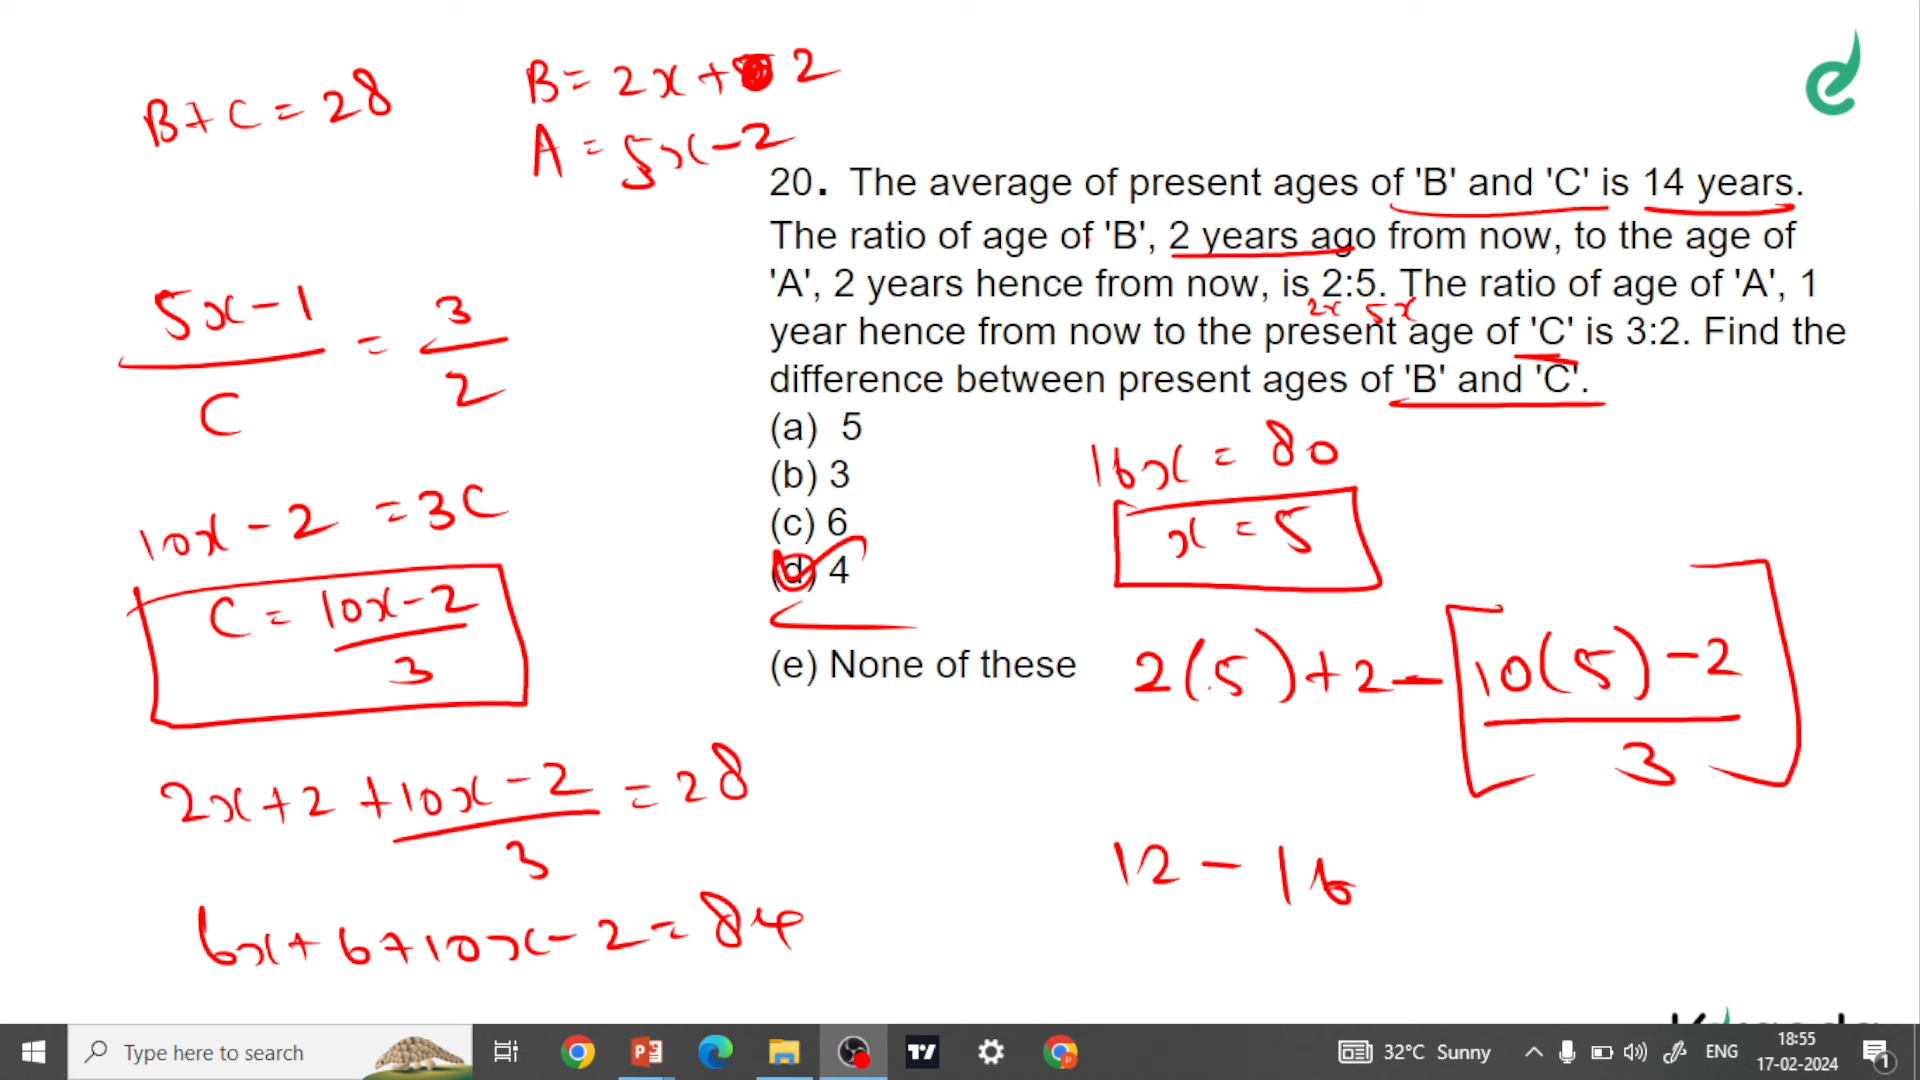 B+C=28
B=2x+2
A=5x-2
20. The average of present ages of 'B' and 'C' is 14 years.
The ratio of age of 'B', 2 years ago from now, to the age of
'A', 2 years hence from now, is 2:5. The ratio of age of 'A', 1
2x 5x
year hence from now to the present age of 'C' is 3:2. Find the
difference between present ages of 'B' and 'C'.
(a) 5
(b) 3
(c) 6
(d) 4
(e) None of these
5x-1 = 3
C 2
10x-2 =3C
C = 10x-2
3
2x+2+10x-2 = 28
3
6x+6+10x-2=84
16x = 80
x = 5
2(5)+2-10(5)-2
3
12 - 16
Type here to search
32°C Sunny
ENG
18:55
17-02-2024
1